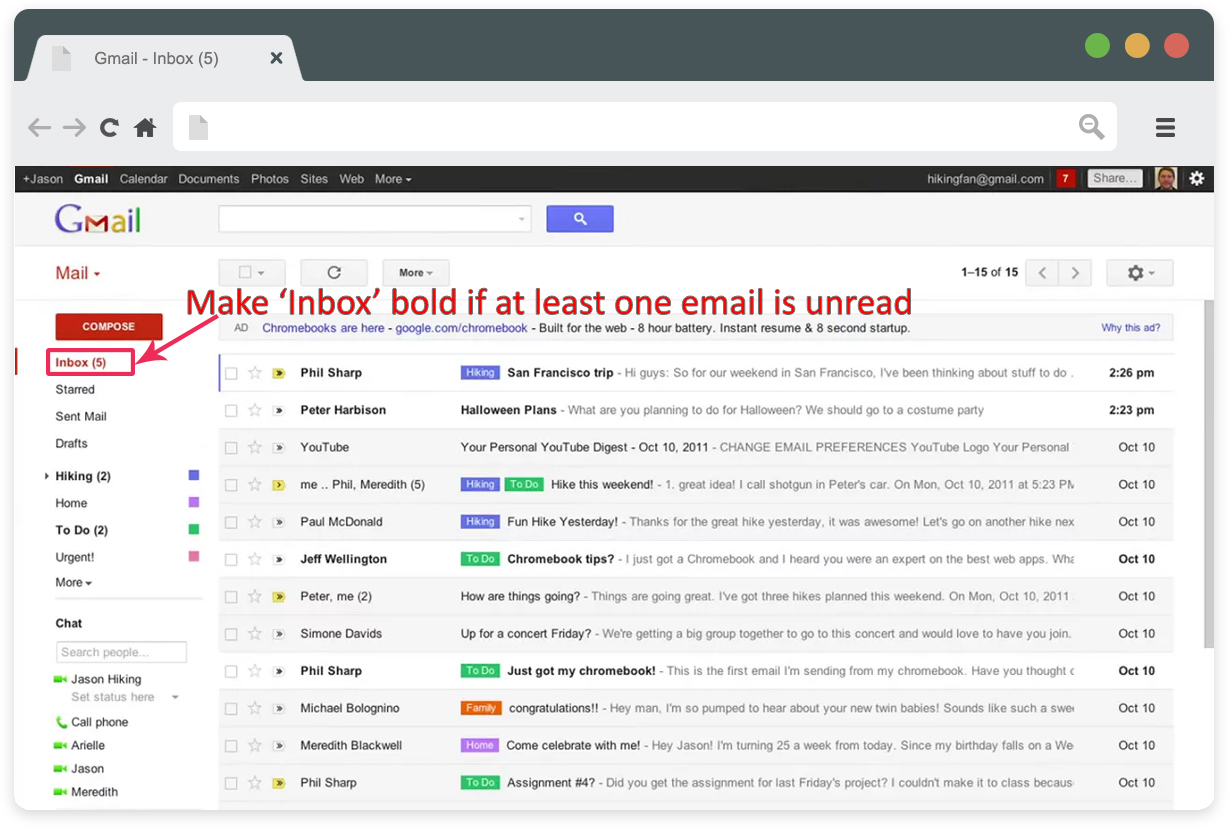 Gmail - Inbox (5)
+Jason Gmail Calendar Documents Photos Sites Web More hikingfan@gmail.com 7 Share...
Gmail
Mail More 1–15 of 15
Make ‘Inbox’ bold if at least one email is unread
COMPOSE
AD Chromebooks are here - google.com/chromebook - Built for the web - 8 hour battery. Instant resume & 8 second startup. Why this ad?
Inbox (5)
Starred
Sent Mail
Drafts
Hiking (2)
Home
To Do (2)
Urgent!
More
Chat
Search people...
Jason Hiking
Set status here
Call phone
Arielle
Jason
Meredith
Phil Sharp Hiking San Francisco trip - Hi guys: So for our weekend in San Francisco, I've been thinking about stuff to do . 2:26 pm
Peter Harbison Halloween Plans - What are you planning to do for Halloween? We should go to a costume party 2:23 pm
YouTube Your Personal YouTube Digest - Oct 10, 2011 - CHANGE EMAIL PREFERENCES YouTube Logo Your Personal Oct 10
me .. Phil, Meredith (5) Hiking To Do Hike this weekend! - 1. great idea! I call shotgun in Peter's car. On Mon, Oct 10, 2011 at 5:23 PM Oct 10
Paul McDonald Hiking Fun Hike Yesterday! - Thanks for the great hike yesterday, it was awesome! Let's go on another hike nex Oct 10
Jeff Wellington To Do Chromebook tips? - I just got a Chromebook and I heard you were an expert on the best web apps. Wha Oct 10
Peter, me (2) How are things going? - Things are going great. I've got three hikes planned this weekend. On Mon, Oct 10, 2011 Oct 10
Simone Davids Up for a concert Friday? - We're getting a big group together to go to this concert and would love to have you join. Oct 10
Phil Sharp To Do Just got my chromebook! - This is the first email I'm sending from my chromebook. Have you thought c Oct 10
Michael Bolognino Family congratulations!! - Hey man, I'm so pumped to hear about your new twin babies! Sounds like such a swee Oct 10
Meredith Blackwell Home Come celebrate with me! - Hey Jason! I'm turning 25 a week from today. Since my birthday falls on a We Oct 10
Phil Sharp To Do Assignment #4? - Did you get the assignment for last Friday's project? I couldn't make it to class becaus Oct 10